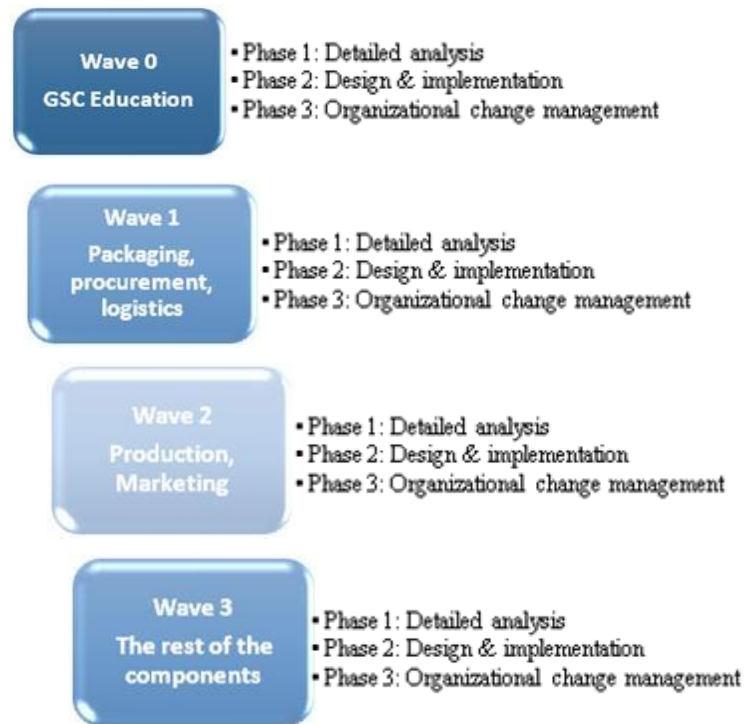 Wave 0
GSC Education
▪ Phase 1: Detailed analysis
▪ Phase 2: Design & implementation
▪ Phase 3: Organizational change management
Wave 1
Packaging,
procurement,
logistics
▪ Phase 1: Detailed analysis
▪ Phase 2: Design & implementation
▪ Phase 3: Organizational change management
Wave 2
Production,
Marketing
▪ Phase 1: Detailed analysis
▪ Phase 2: Design & implementation
▪ Phase 3: Organizational change management
Wave 3
The rest of the
components
▪ Phase 1: Detailed analysis
▪ Phase 2: Design & implementation
▪ Phase 3: Organizational change management